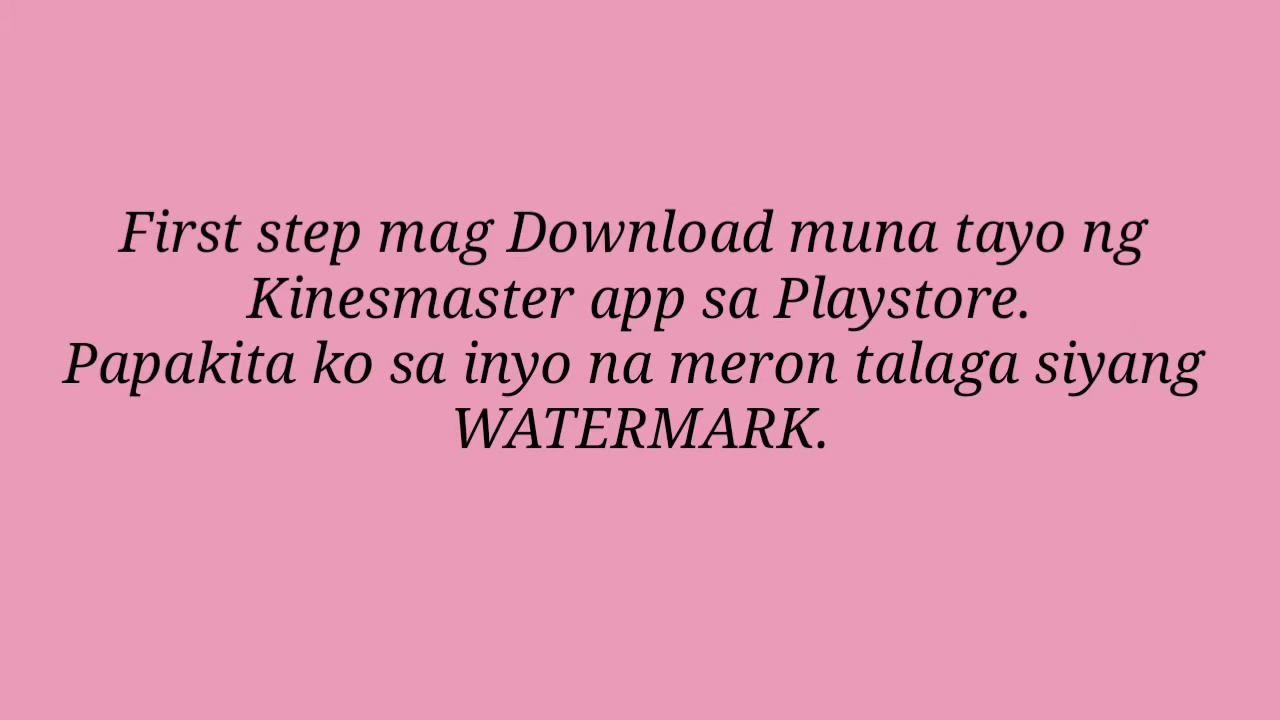 First step mag Download muna tayo ng
Kinesmaster app sa Playstore.
Papakita ko sa inyo na meron talaga siyang
WATERMARK.